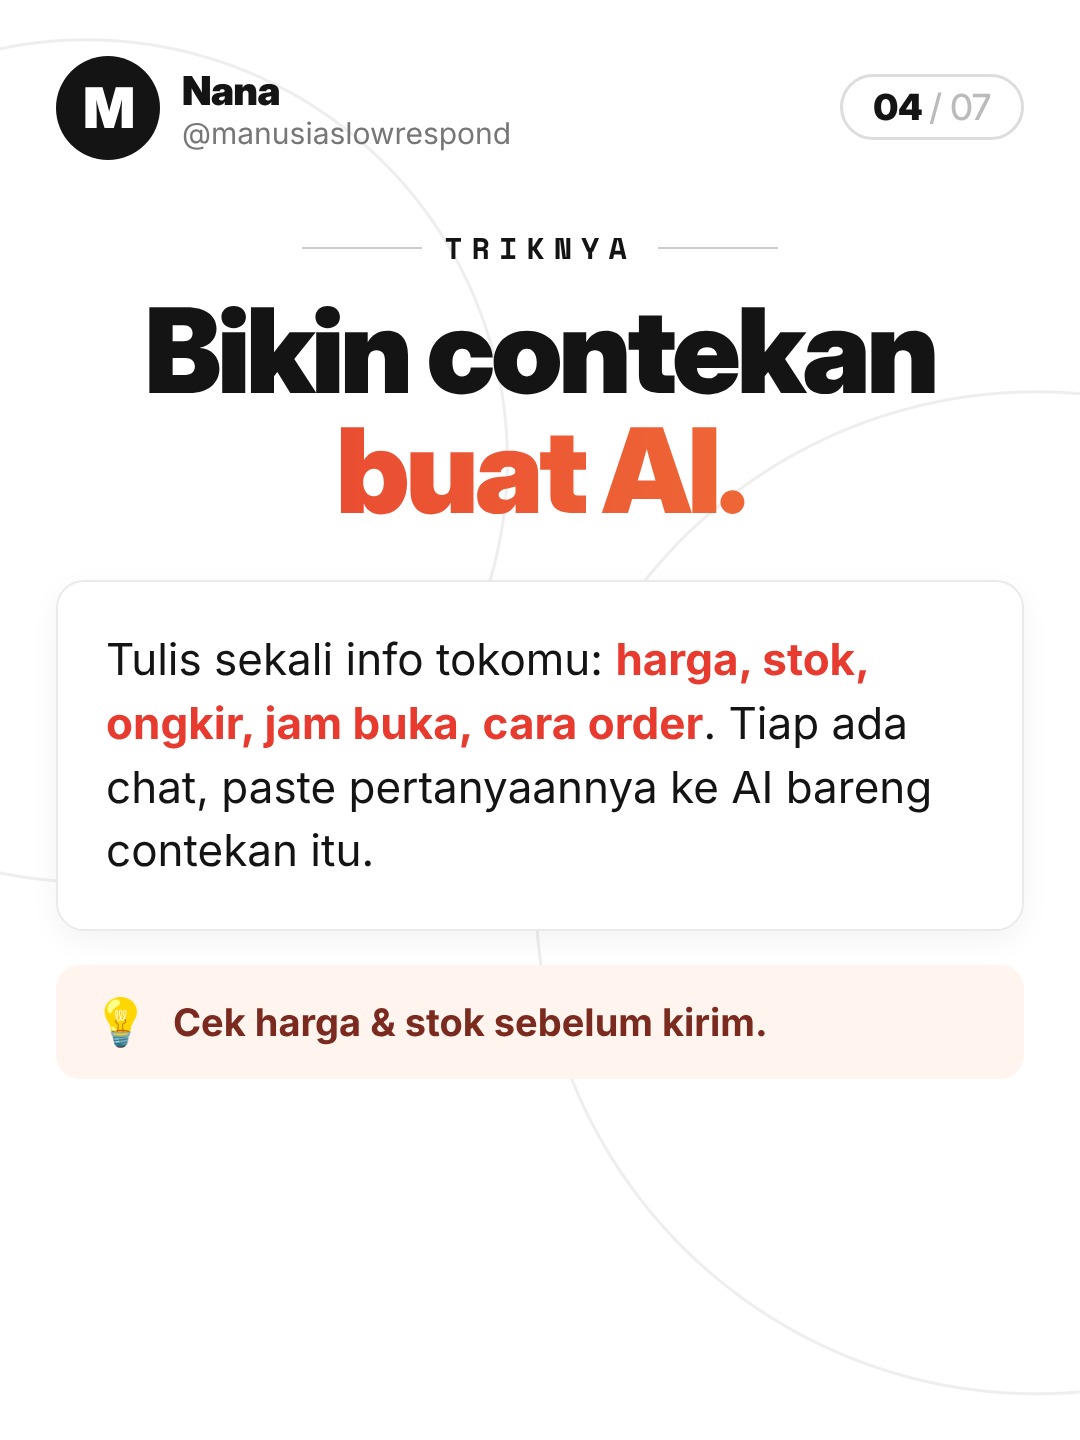 M
Nana
@manusiaslowrespond
04 / 07
TRIKNYA
Bikin contekan
buat AI.
Tulis sekali info tokomu: harga, stok,
ongkir, jam buka, cara order. Tiap ada
chat, paste pertanyaannya ke AI bareng
contekan itu.
Cek harga & stok sebelum kirim.